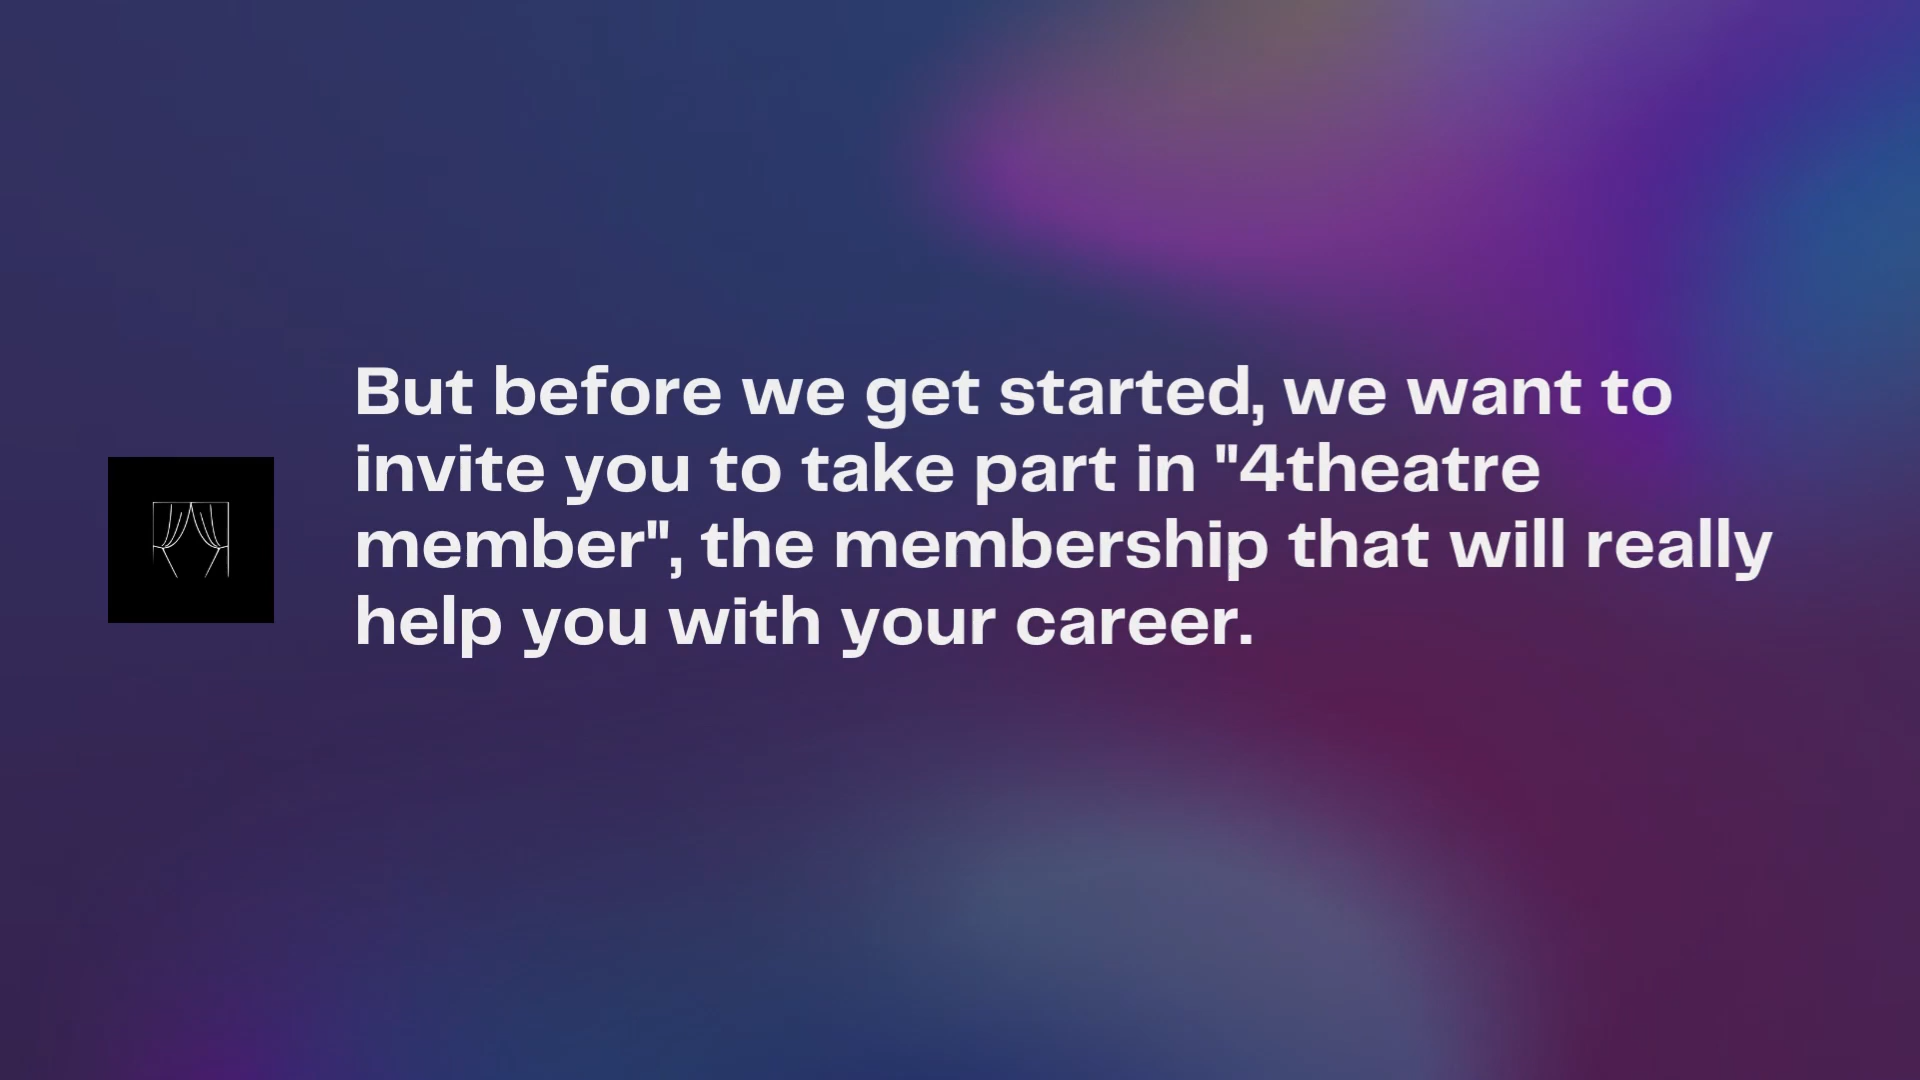 But before we get started, we want to
invite you to take part in "4theatre
member", the membership that will really
help you with your career.